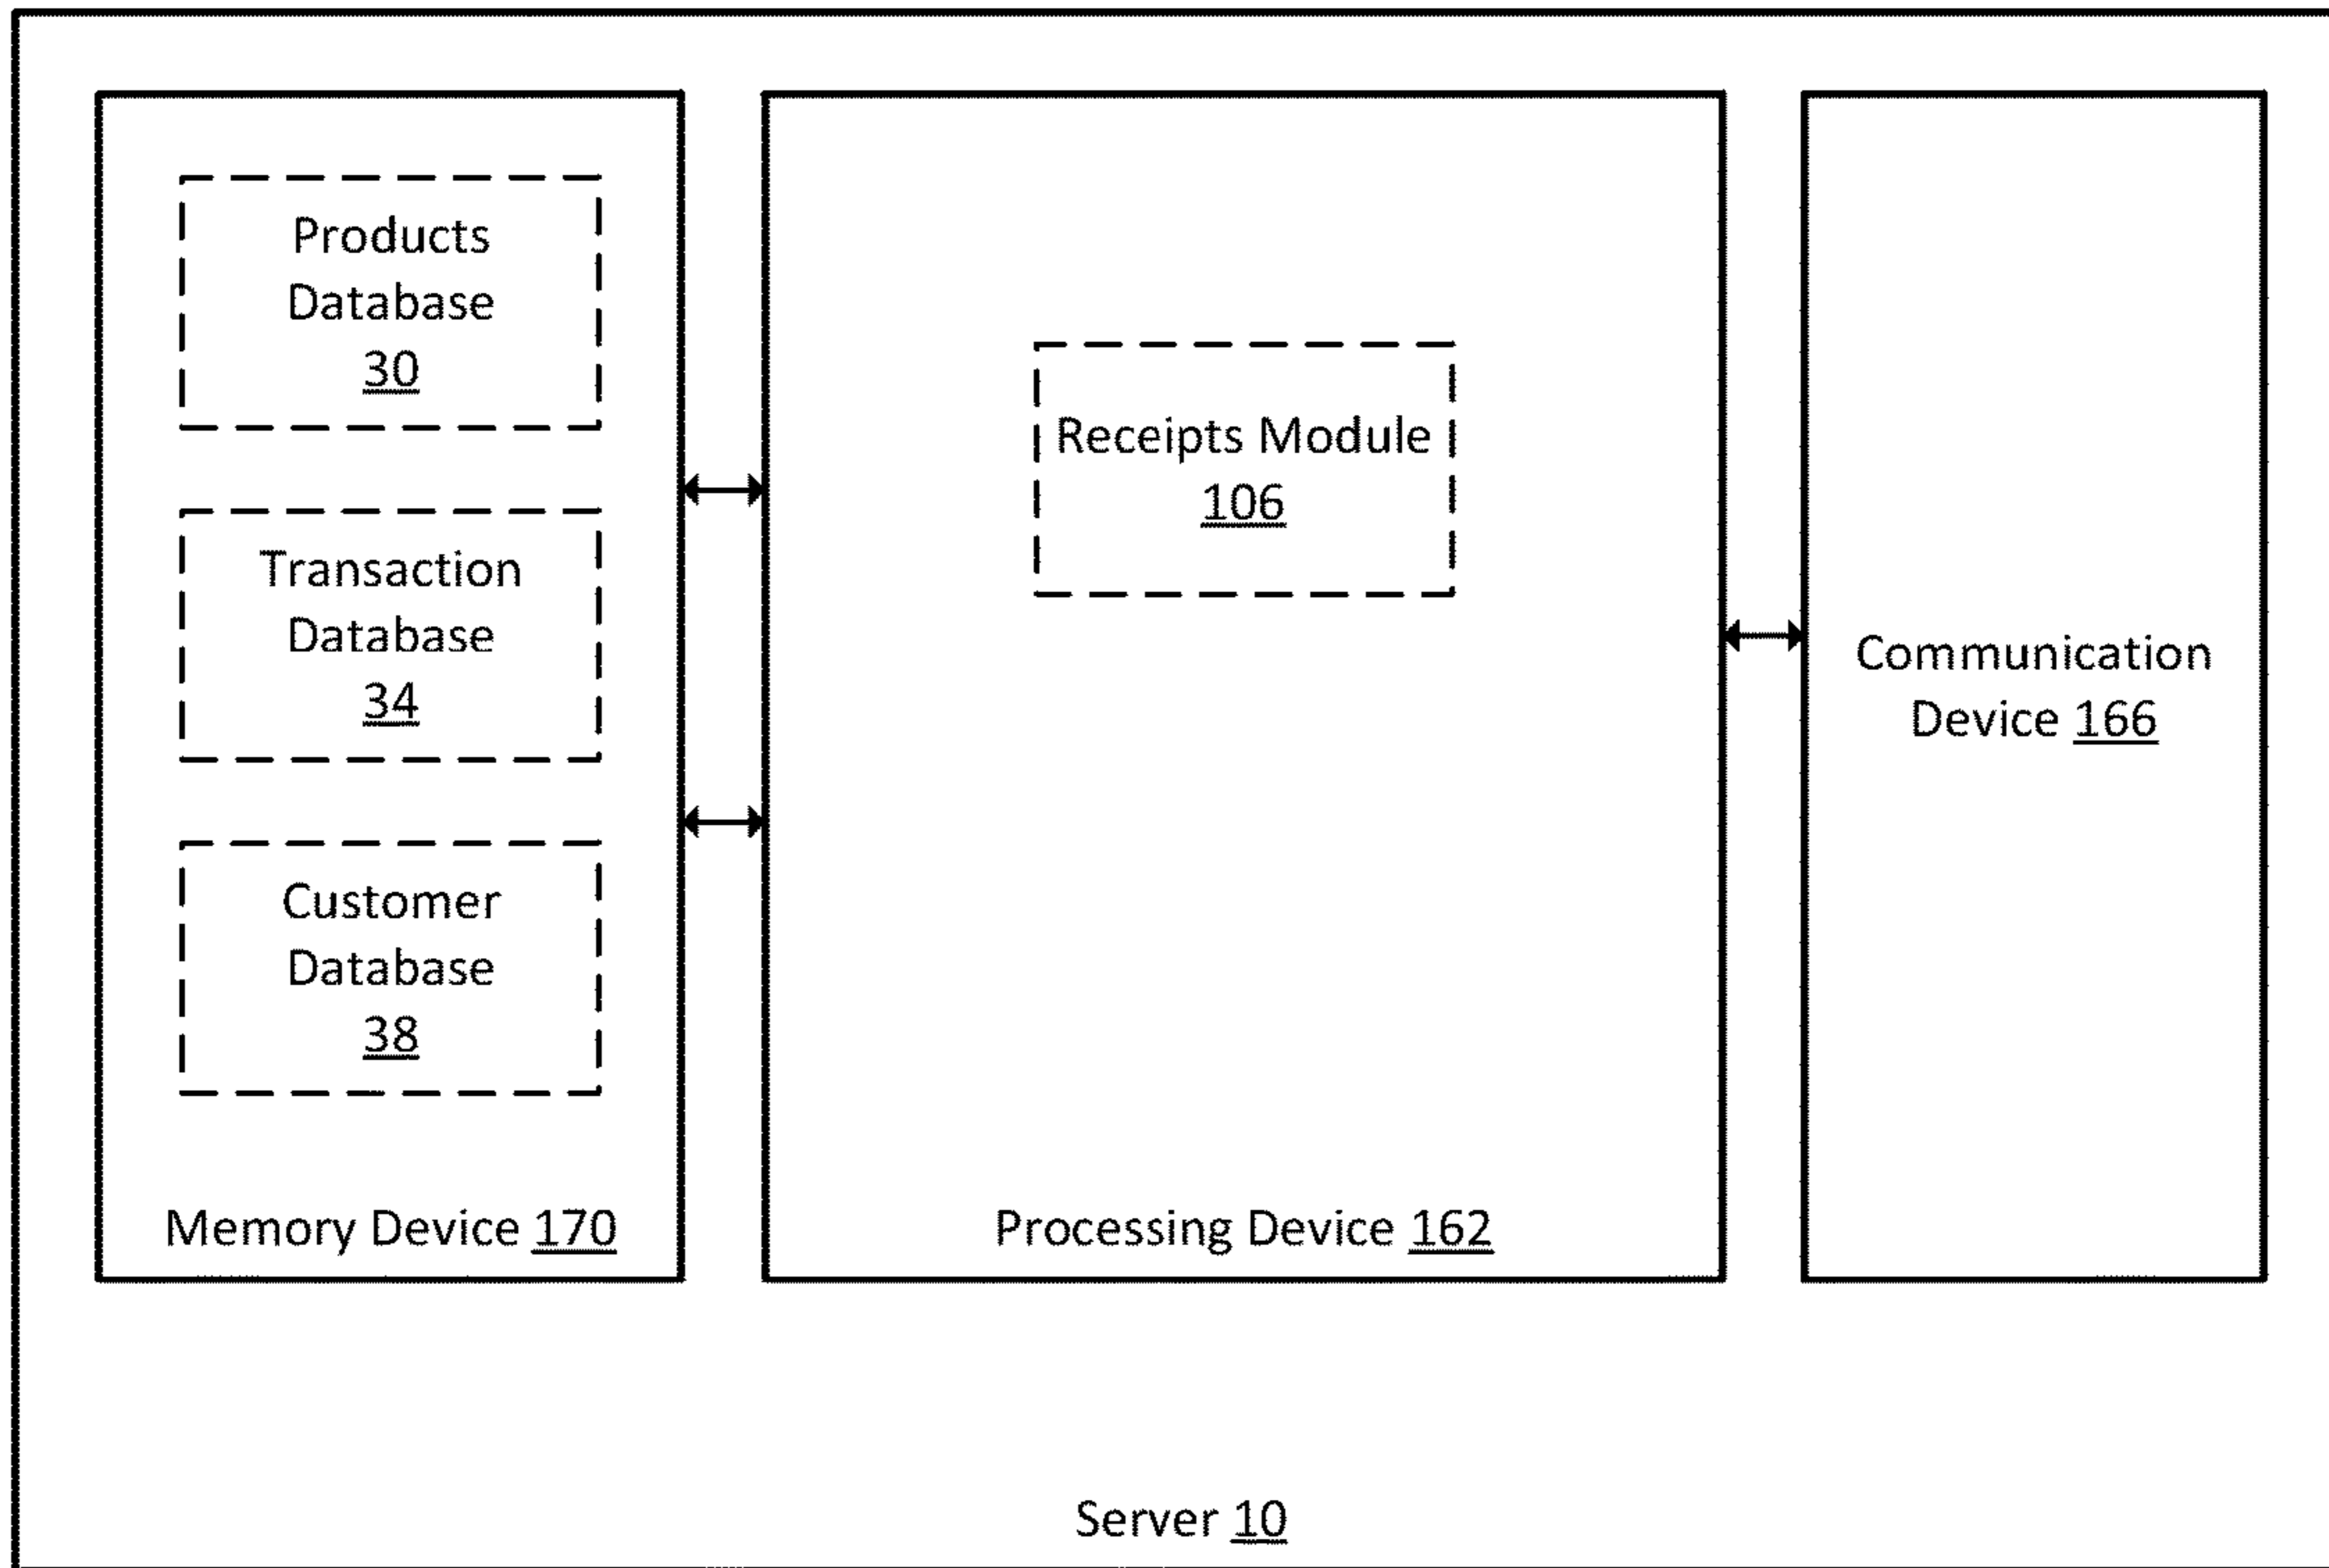 Products
Database
30
Transaction
Database
34
Customer
Database
38
Memory Device 170
Receipts Module
106
Processing Device 162
Communication
Device 166
Server 10